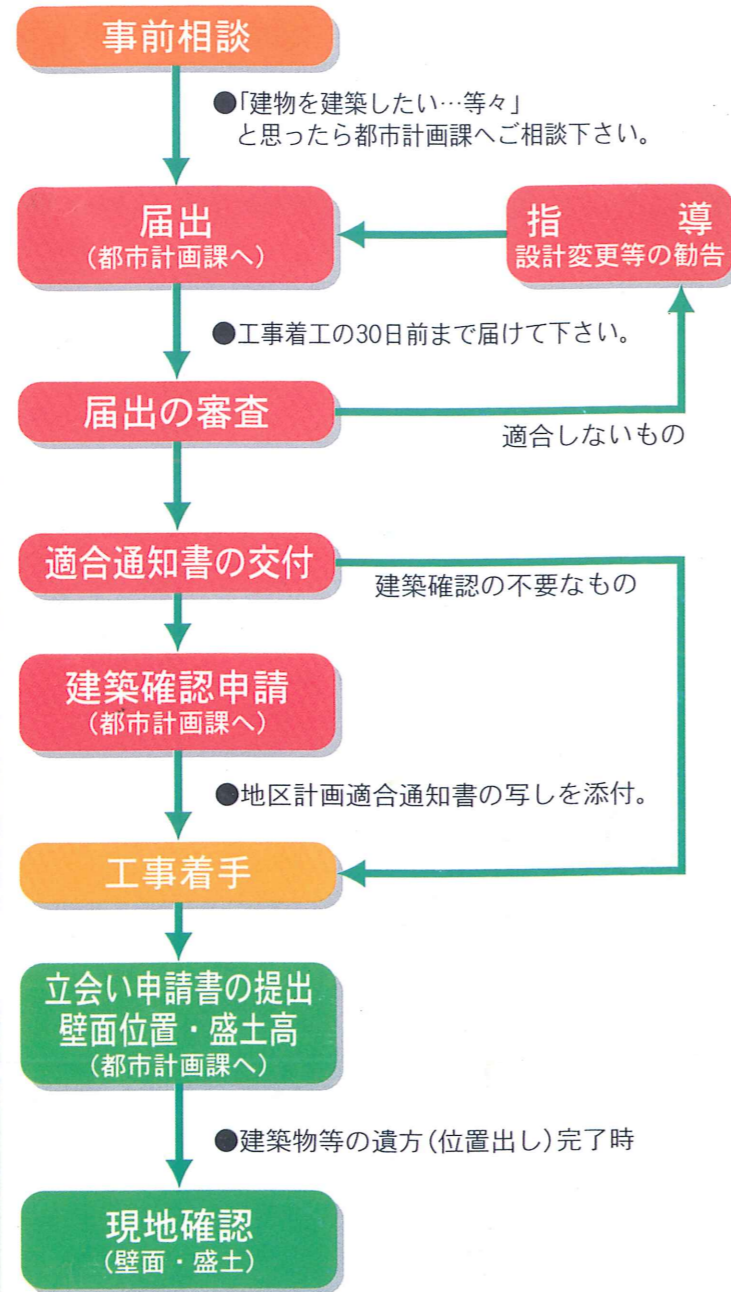 事前相談
●「建物を建築したい…等々」
と思ったら都市計画課へご相談下さい。
届出
(都市計画課へ)
指　　導
設計変更等の勧告
●工事着工の30日前まで届けて下さい。
届出の審査
適合しないもの
適合通知書の交付
建築確認の不要なもの
建築確認申請
(都市計画課へ)
●地区計画適合通知書の写しを添付。
工事着手
立会い申請書の提出
壁面位置・盛土高
(都市計画課へ)
●建築物等の遺方(位置出し)完了時
現地確認
(壁面・盛土)